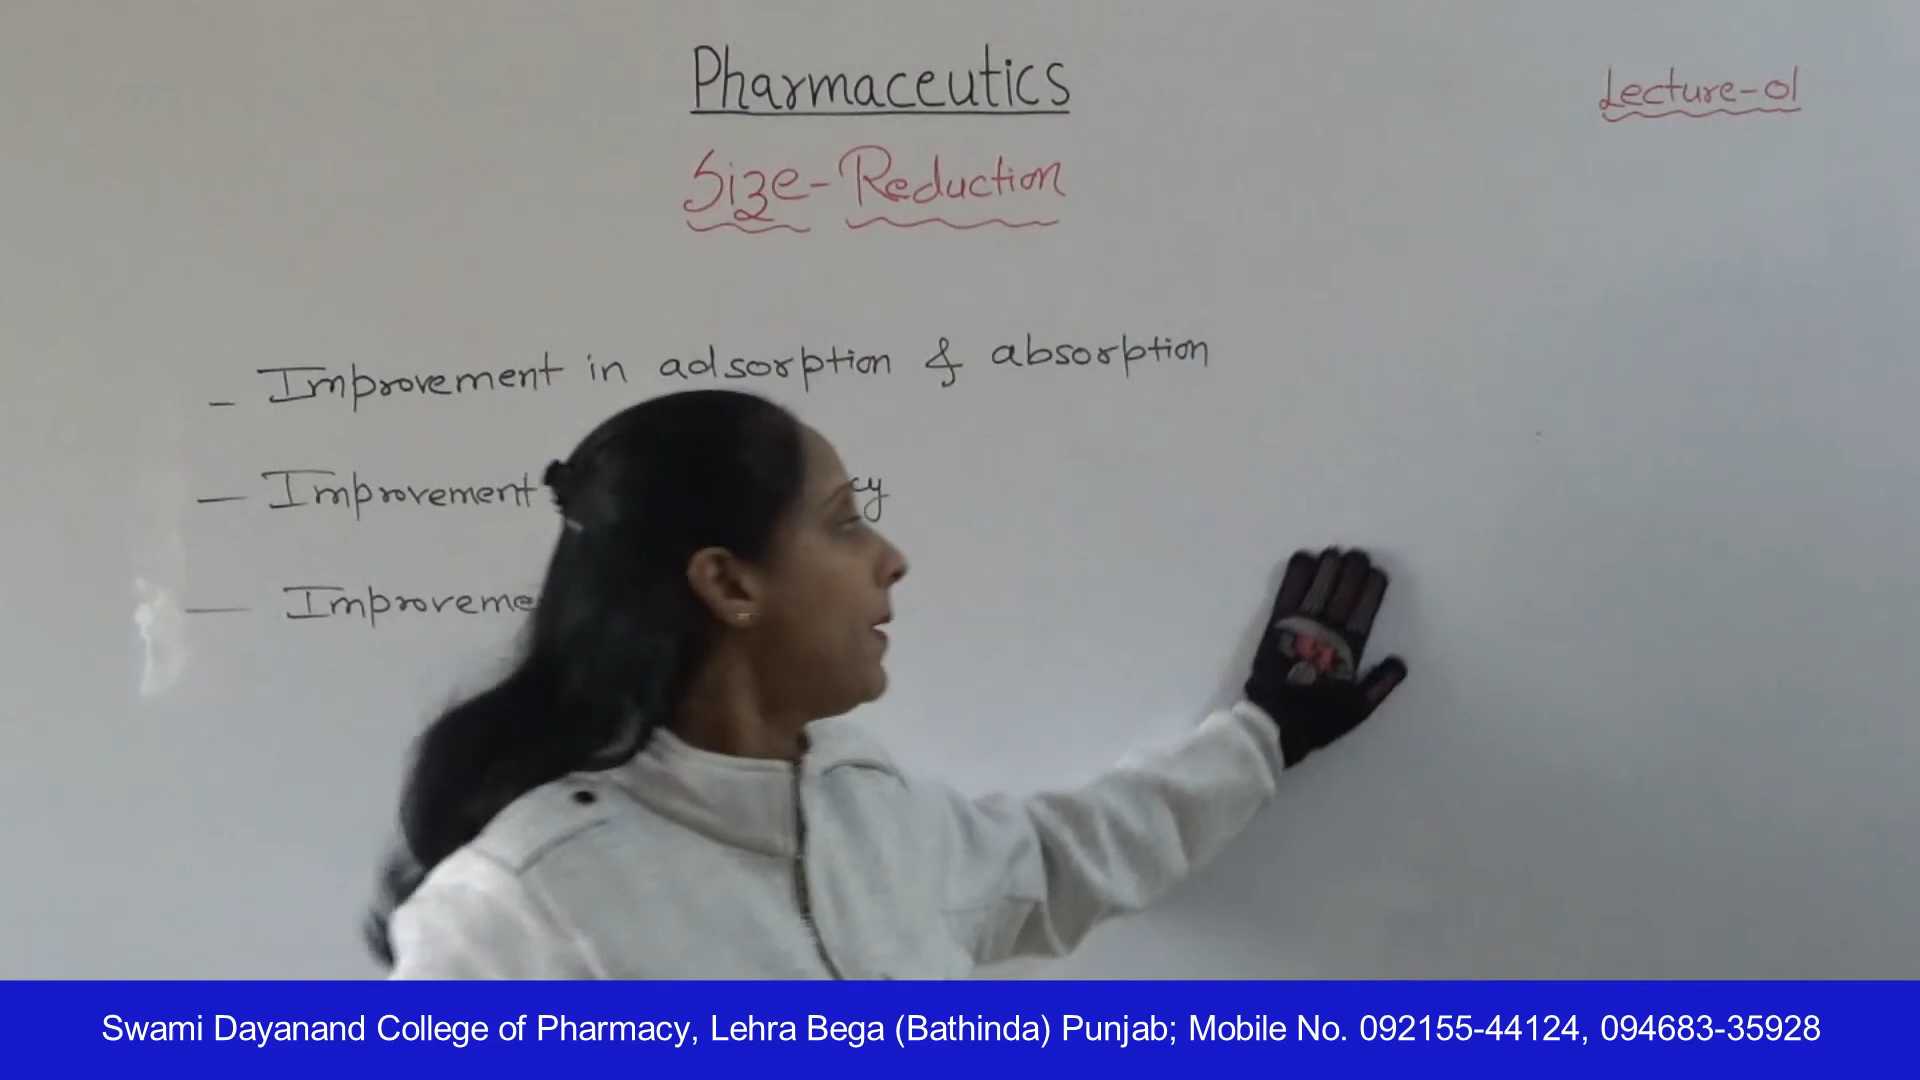 Pharmaceutics
Lecture-01
Size-Reduction
- Improvement in adsorption & absorption
- Improvement
-
Swami Dayanand College of Pharmacy, Lehra Bega (Bathinda) Punjab; Mobile No. 092155-44124, 094683-35928